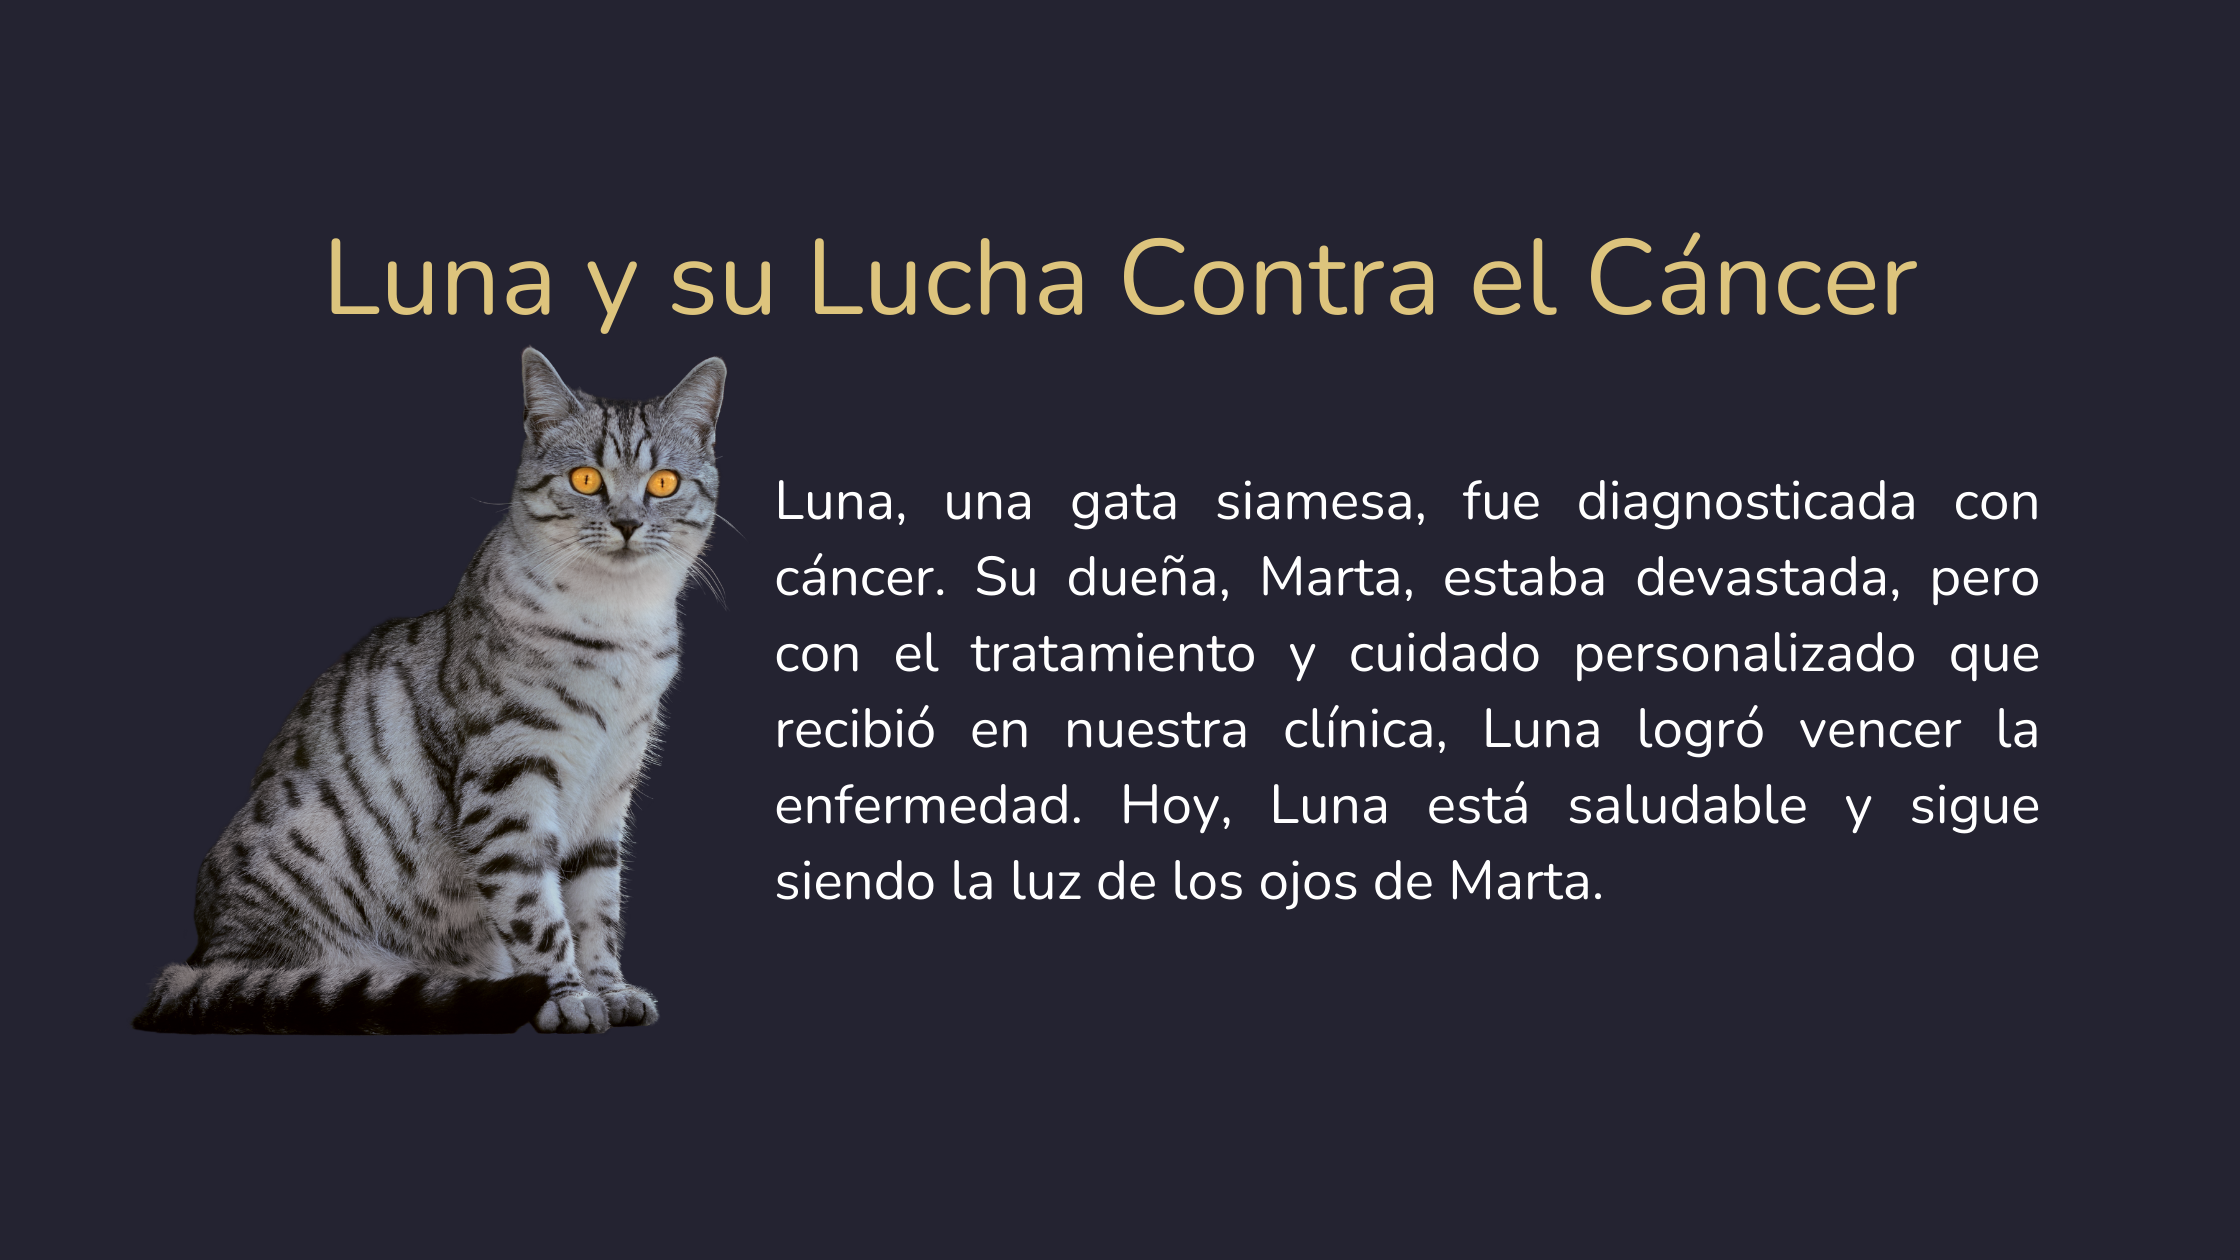 Luna y su Lucha Contra el Cáncer
Luna, una gata siamesa, fue diagnosticada con
cáncer. Su dueña, Marta, estaba devastada, pero
con el tratamiento y cuidado personalizado que
recibió en nuestra clínica, Luna logró vencer la
enfermedad. Hoy, Luna está saludable y sigue
siendo la luz de los ojos de Marta.